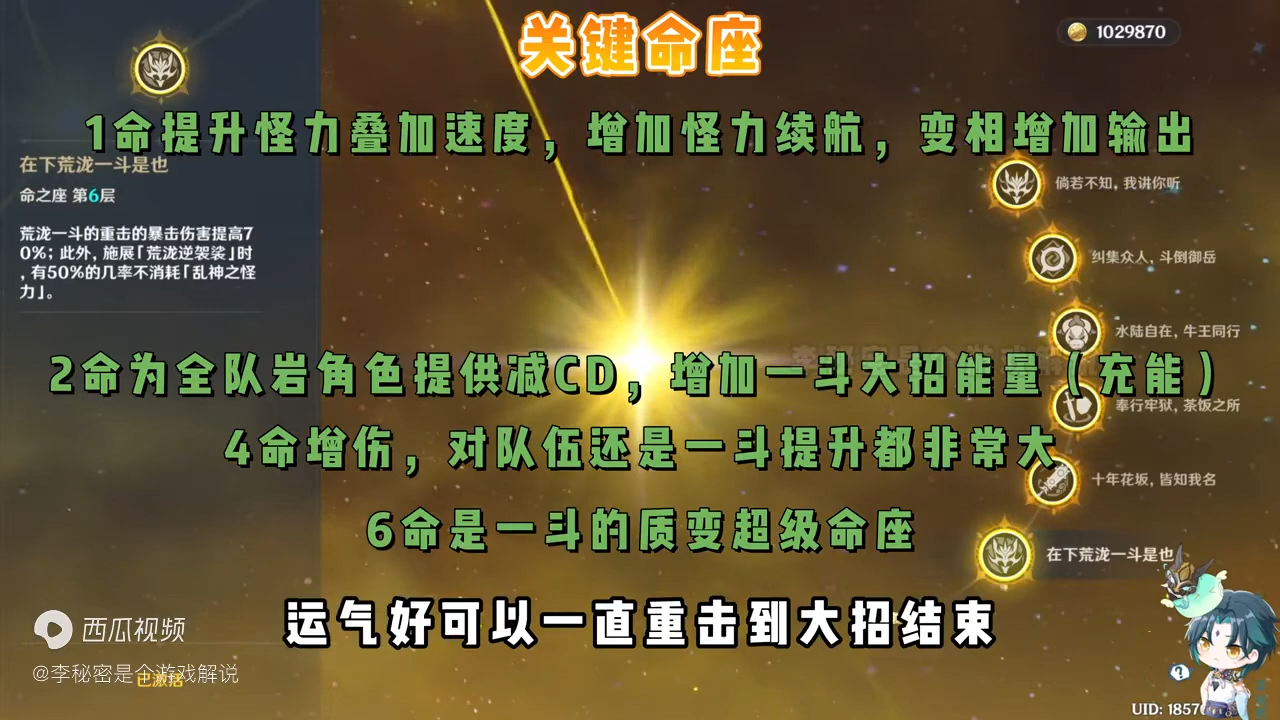 关键命座
1029870
1命提升怪力叠加速度，增加怪力续航，变相增加输出
在下荒泷一斗是也
命之座 第6层
荒泷一斗的重击的暴击伤害提高7
0%；此外，施展「荒泷逆袈裟」时
，有50%的几率不消耗「乱神之怪
力」。
倘若不知，我讲你听
纠集众人，斗倒御岳
水陆自在，牛王同行
2命为全队岩角色提供减CD，增加一斗大招能量（充能）
奉行牢狱，茶饭之所
4命增伤，对队伍还是一斗提升都非常大
十年花坂，皆知我名
6命是一斗的质变超级命座
在下荒泷一斗是也
运气好可以一直重击到大招结束
西瓜视频
@李秘密是个游戏解说
已激活
UID: 1857